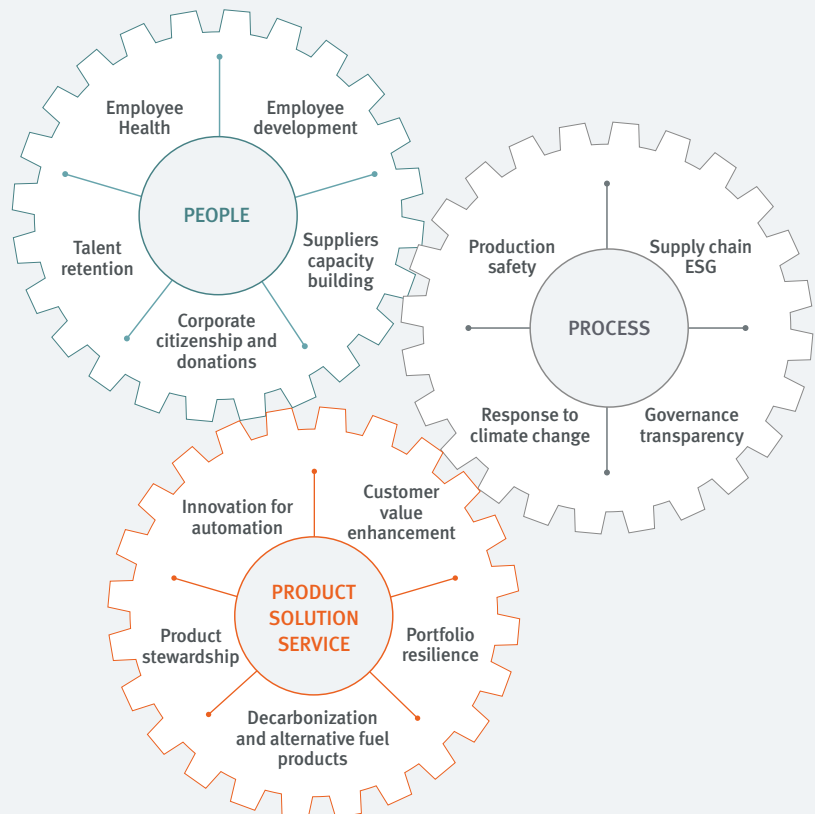 Employee
Health
Employee
development
PEOPLE
Talent
retention
Suppliers
capacity
building
Corporate
citizenship and
donations
Production
safety
Supply chain
ESG
PROCESS
Response to
climate change
Governance
transparency
Innovation for
automation
Customer
value
enhancement
PRODUCT
SOLUTION
SERVICE
Product
stewardship
Portfolio
resilience
Decarbonization
and alternative fuel
products